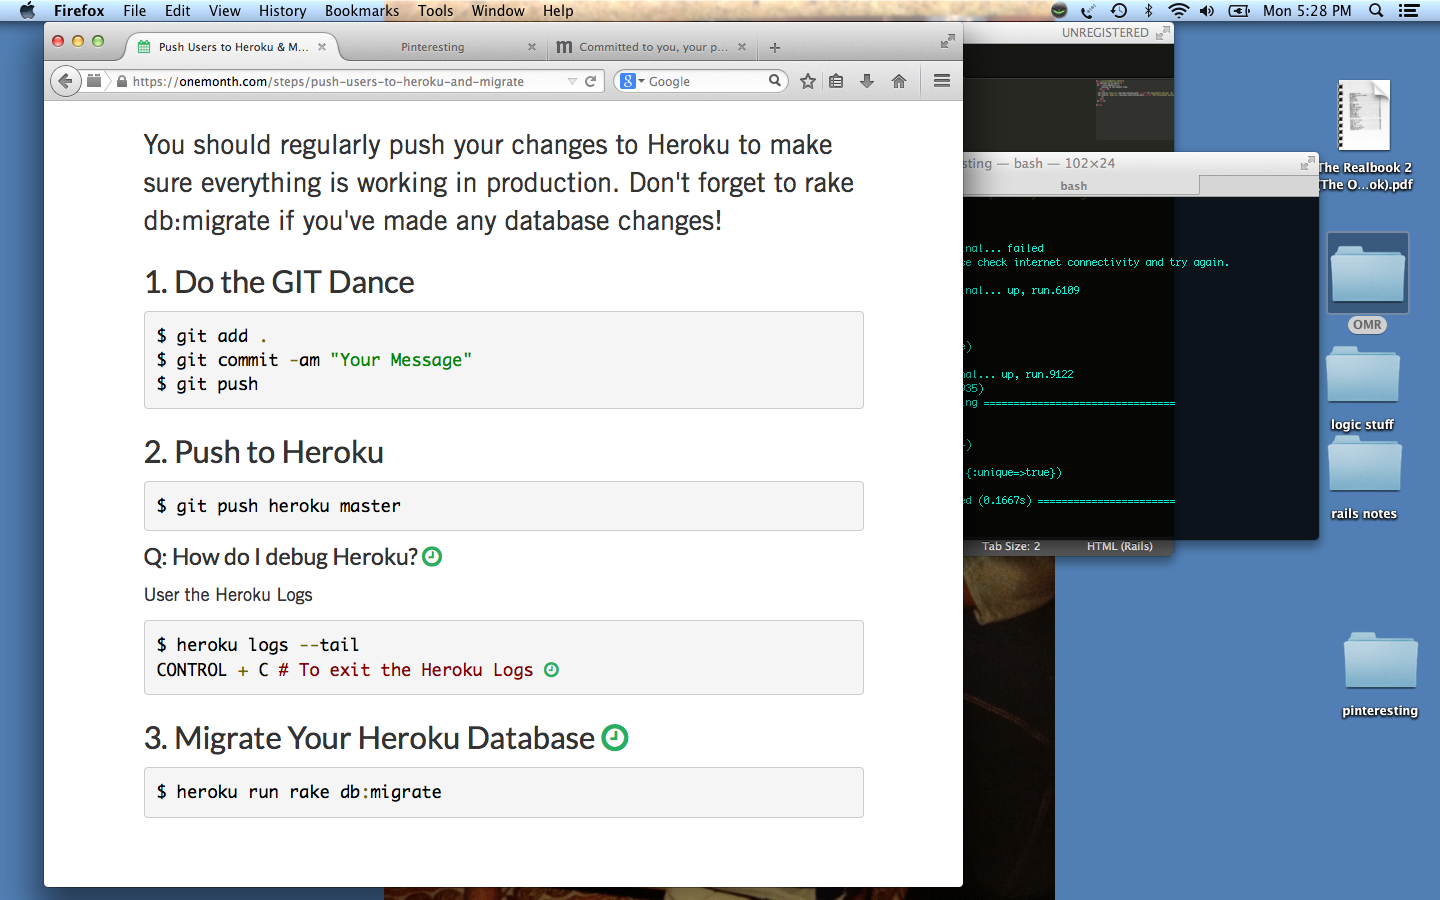 Firefox File Edit View History Bookmarks Tools Window Help
Mon 5:28 PM
UNREGISTERED
Push Users to Heroku & M...
Pinteresting
Committed to you, your p...
https://onemonth.com/steps/push-users-to-heroku-and-migrate
Google
You should regularly push your changes to Heroku to make
sure everything is working in production. Don't forget to rake
db:migrate if you've made any database changes!
1. Do the GIT Dance
$ git add .
$ git commit -am "Your Message"
$ git push
2. Push to Heroku
$ git push heroku master
Q: How do I debug Heroku?
User the Heroku Logs
$ heroku logs --tail
CONTROL + C # To exit the Heroku Logs
3. Migrate Your Heroku Database
$ heroku run rake db:migrate
sting — bash — 102×24
bash
nal... failed
se check internet connectivity and try again.
nal... up, run.6109
)
nal... up, run.9122
35)
ng ================================
)
{:unique=>true})
ed (0.1667s) =======================
Tab Size: 2 HTML (Rails)
The Realbook 2
(The O...ok).pdf
OMR
logic stuff
rails notes
pinteresting